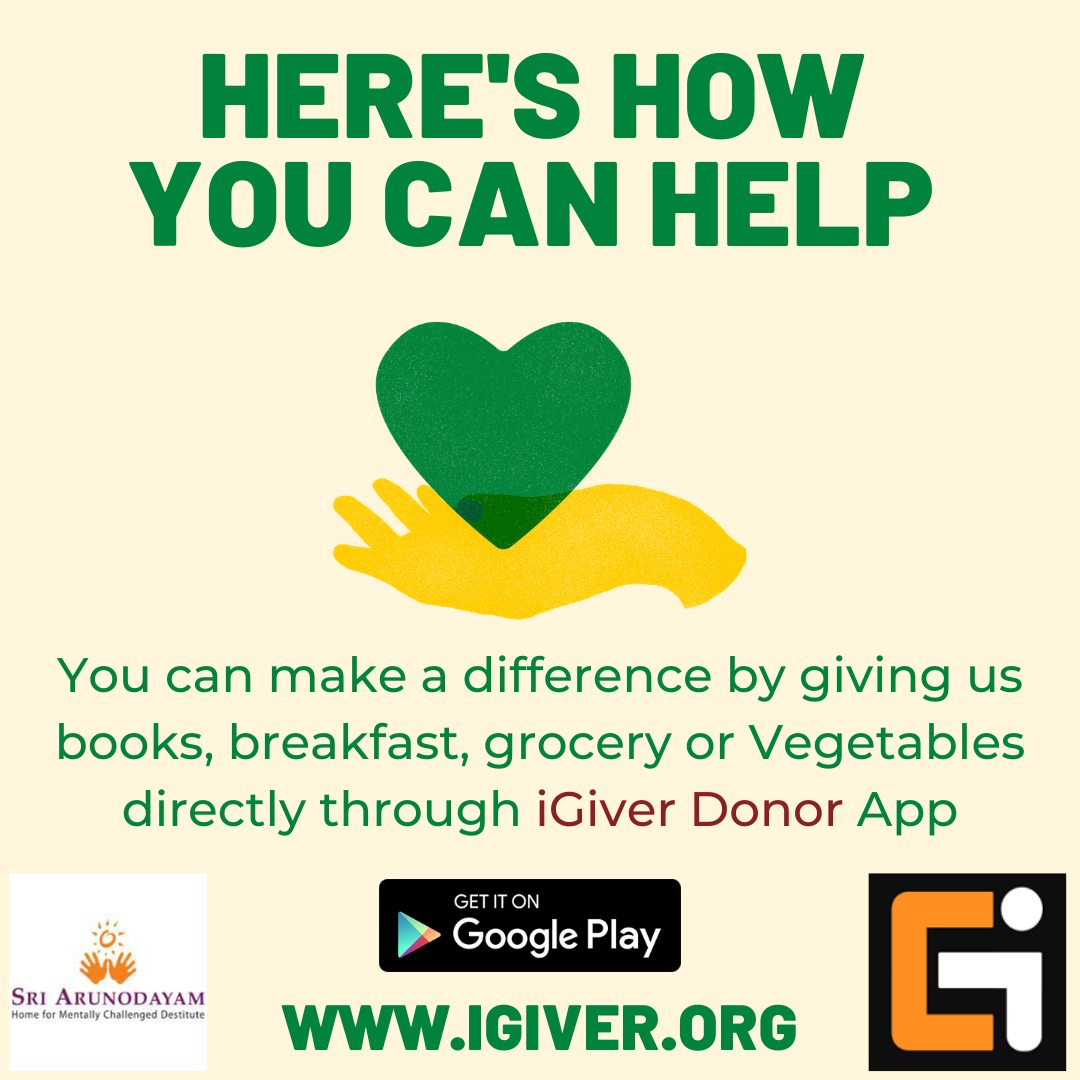 HERE'S HOW
YOU CAN HELP
You can make a difference by giving us
books, breakfast, grocery or Vegetables
directly through iGiver Donor App
SRI ARUNODAYAM
Home for Mentally Challenged Destitute
GET IT ON
Google Play
WWW.IGIVER.ORG
Gi